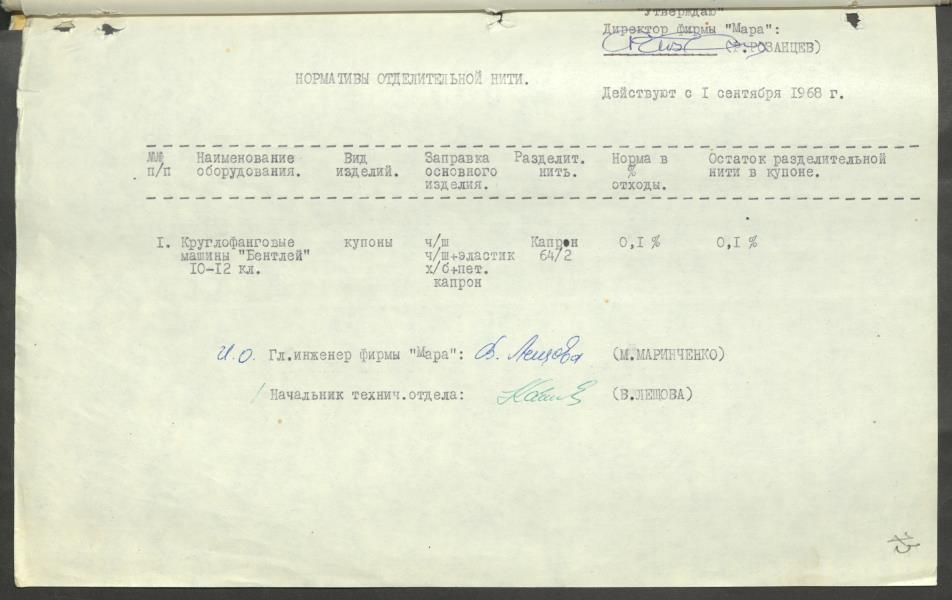 "Утверждаю"
Директор фирмы "Мара":
(Р.РОЗАНЦЕВ)
НОРМАТИВЫ ОТДЕЛИТЕЛЬНОЙ НИТИ.
Действуют с I сентября 1968 г.
№№ Наименование Вид Заправка Разделит. Норма в Остаток разделительной
п/п оборудования. изделий. основного нить. % нити в купоне.
изделия. отходы.
I. Круглофанговые купоны ч/ш Капрон 0,I % 0,I %
машины "Бентлей" ч/ш+эластик 64/2
IO-I2 кл. х/б+пет.
капрон
И.О. Гл.инженер фирмы "Мара": В. Лещова (М.МАРИНЧЕНКО)
Начальник технич.отдела: (В.ЛЕЩОВА)